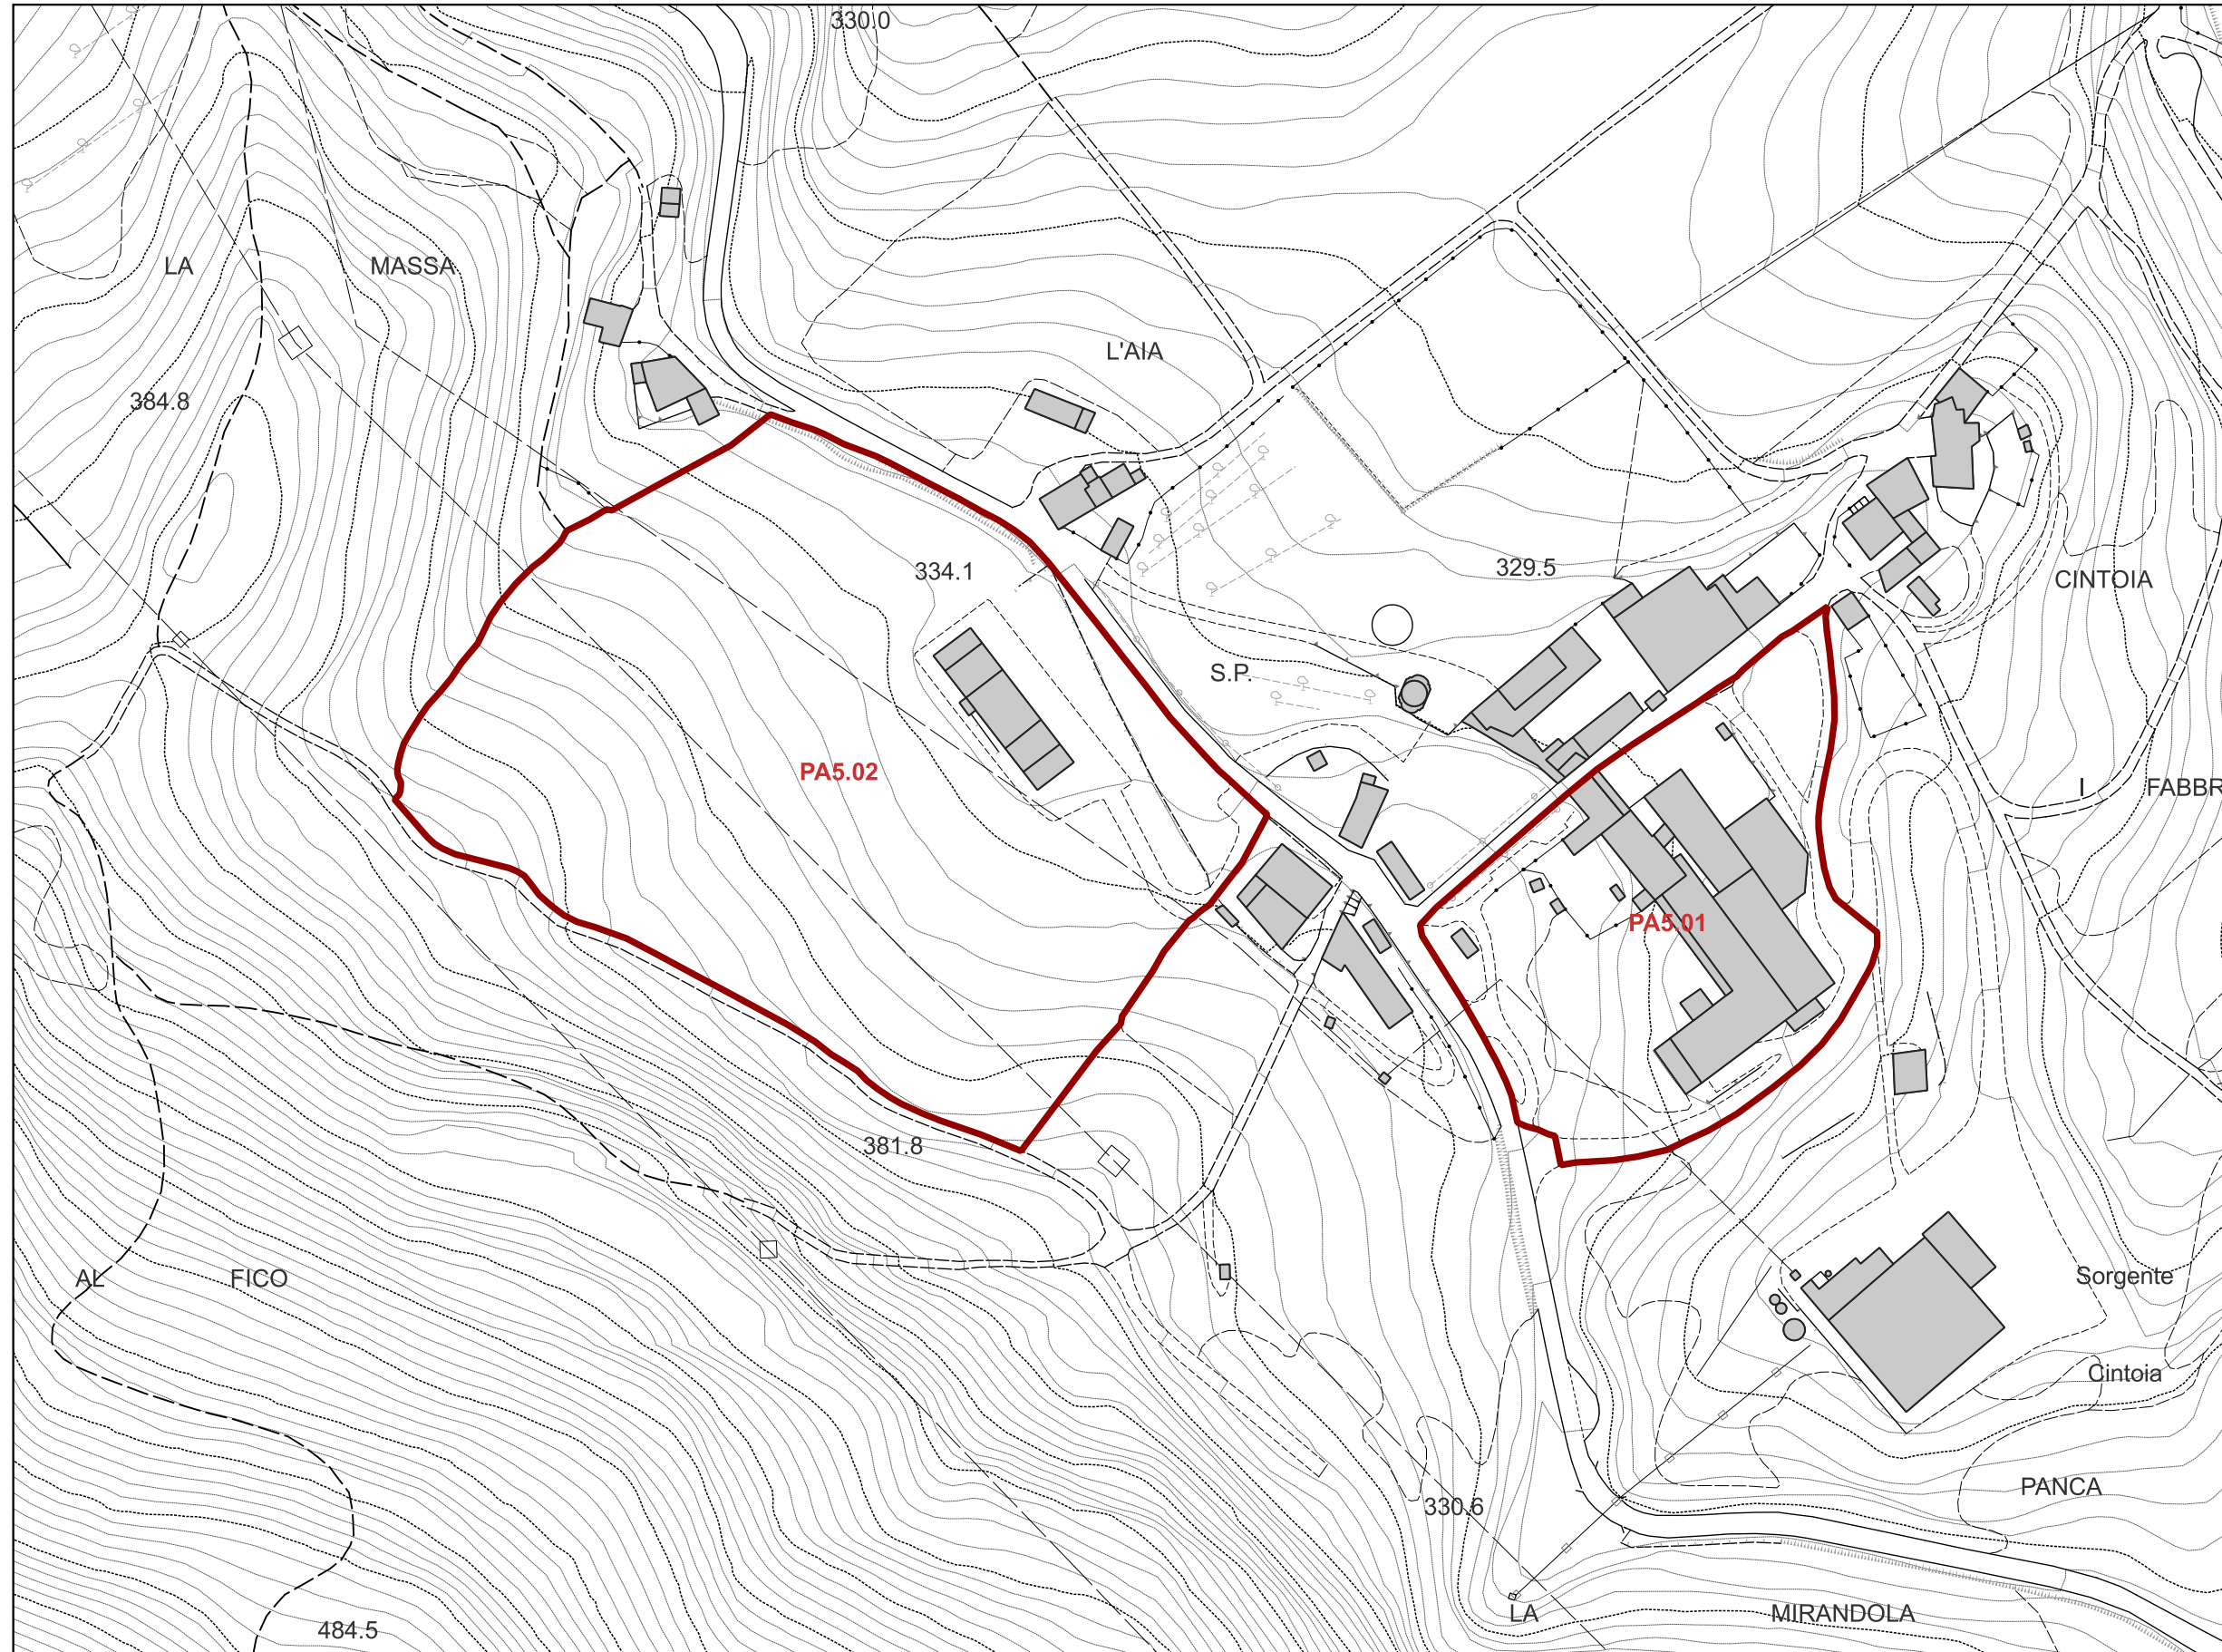 330.0
LA MASSA
L'AIA
384.8
334.1
329.5
CINTOIA
S.P.
PA5.02
I FABBR
PA5.01
381.8
AL FICO
Sorgente
Cintoia
PANCA
330.6
LA MIRANDOLA
484.5